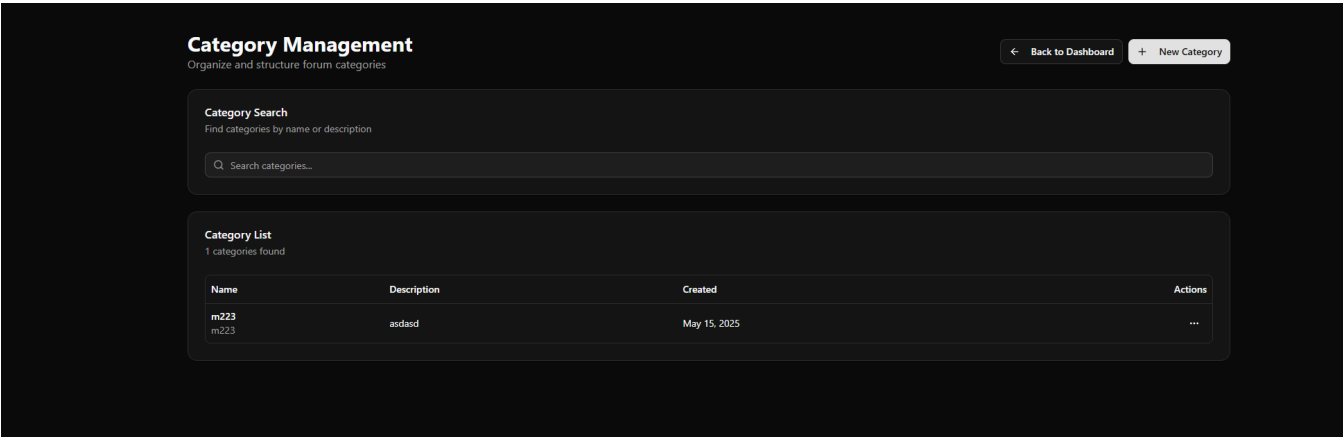 Category Management
Organize and structure forum categories
Back to Dashboard
New Category
Category Search
Find categories by name or description
Search categories...
Category List
1 categories found
Name Description Created Actions
m223
asdasd May 15, 2025 ...
m223